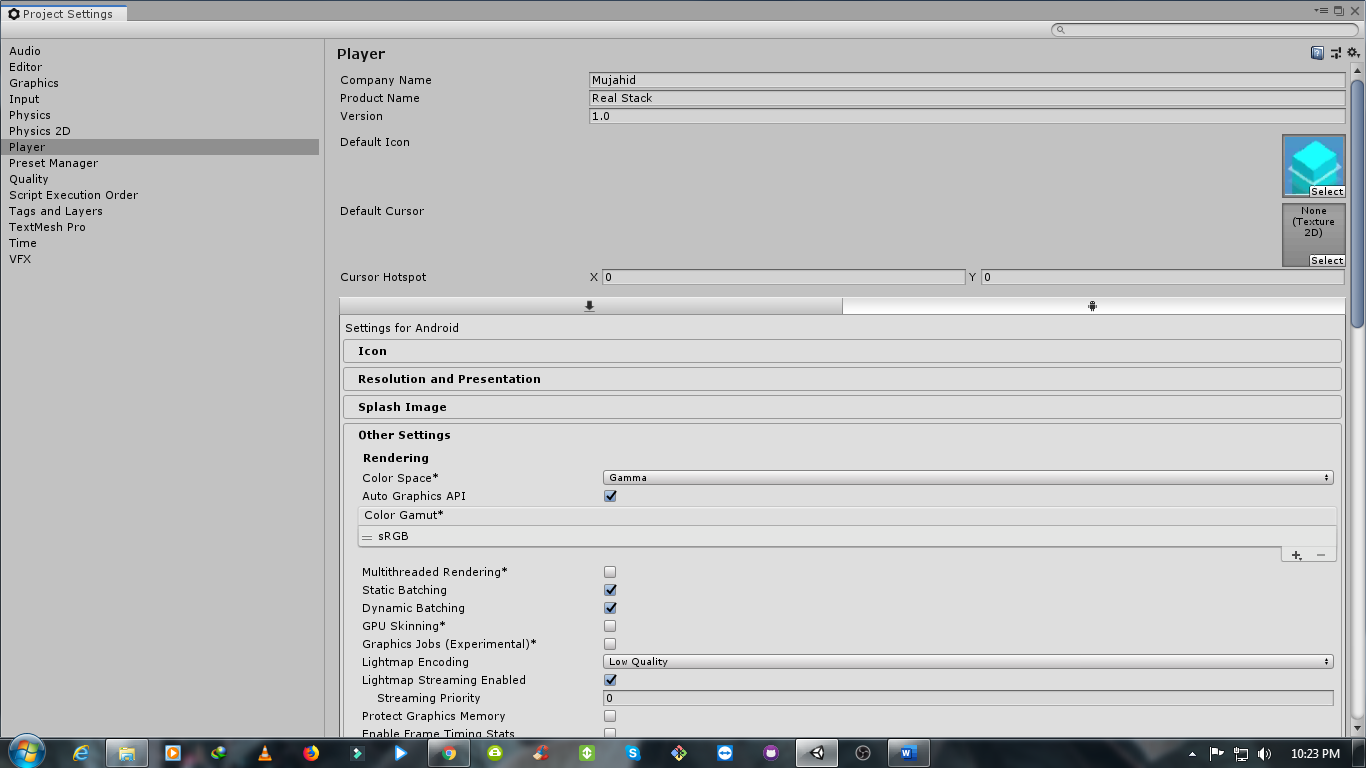 Project Settings
Audio
Editor
Graphics
Input
Physics
Physics 2D
Player
Preset Manager
Quality
Script Execution Order
Tags and Layers
TextMesh Pro
Time
VFX
Player
Company Name Mujahid
Product Name Real Stack
Version 1.0
Default Icon
Select
Default Cursor
None
(Texture
2D)
Select
Cursor Hotspot X 0 Y 0
Settings for Android
Icon
Resolution and Presentation
Splash Image
Other Settings
Rendering
Color Space* Gamma
Auto Graphics API
Color Gamut*
= sRGB
Multithreaded Rendering*
Static Batching
Dynamic Batching
GPU Skinning*
Graphics Jobs (Experimental)*
Lightmap Encoding Low Quality
Lightmap Streaming Enabled
Streaming Priority 0
Protect Graphics Memory
Enable Frame Timing Stats
10:23 PM